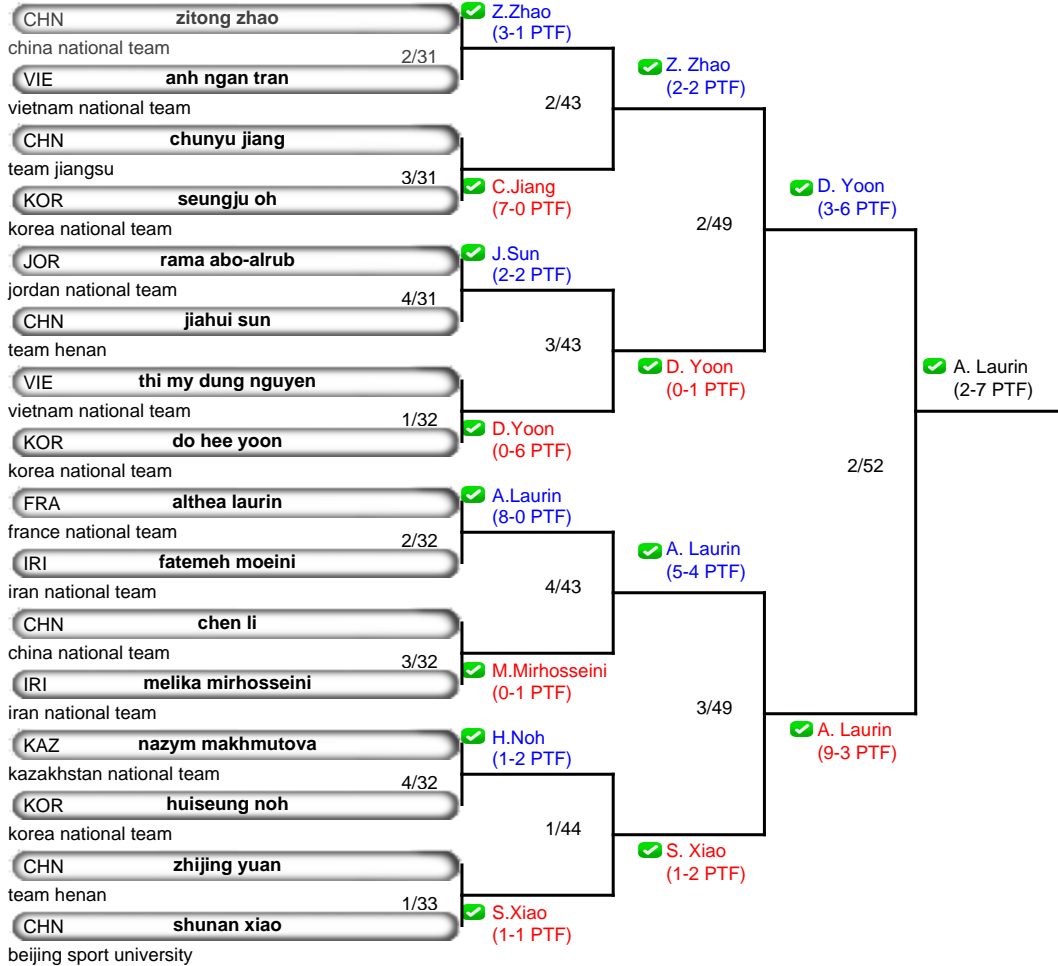 CHN zitong zhao
china national team
2/31
VIE anh ngan tran
vietnam national team
CHN chunyu jiang
team jiangsu
3/31
KOR seungju oh
korea national team
JOR rama abo-alrub
jordan national team
4/31
CHN jiahui sun
team henan
VIE thi my dung nguyen
vietnam national team
1/32
KOR do hee yoon
korea national team
FRA althea laurin
france national team
2/32
IRI fatemeh moeini
iran national team
CHN chen li
china national team
3/32
IRI melika mirhosseini
iran national team
KAZ nazym makhmutova
kazakhstan national team
4/32
KOR huiseung noh
korea national team
CHN zhijing yuan
team henan
1/33
CHN shunan xiao
beijing sport university
Z.Zhao
(3-1 PTF)
2/43
C.Jiang
(7-0 PTF)
J.Sun
(2-2 PTF)
3/43
D.Yoon
(0-6 PTF)
A.Laurin
(8-0 PTF)
4/43
M.Mirhosseini
(0-1 PTF)
H.Noh
(1-2 PTF)
1/44
S.Xiao
(1-1 PTF)
Z. Zhao
(2-2 PTF)
2/49
D. Yoon
(0-1 PTF)
A. Laurin
(5-4 PTF)
3/49
S. Xiao
(1-2 PTF)
D. Yoon
(3-6 PTF)
2/52
A. Laurin
(9-3 PTF)
A. Laurin
(2-7 PTF)